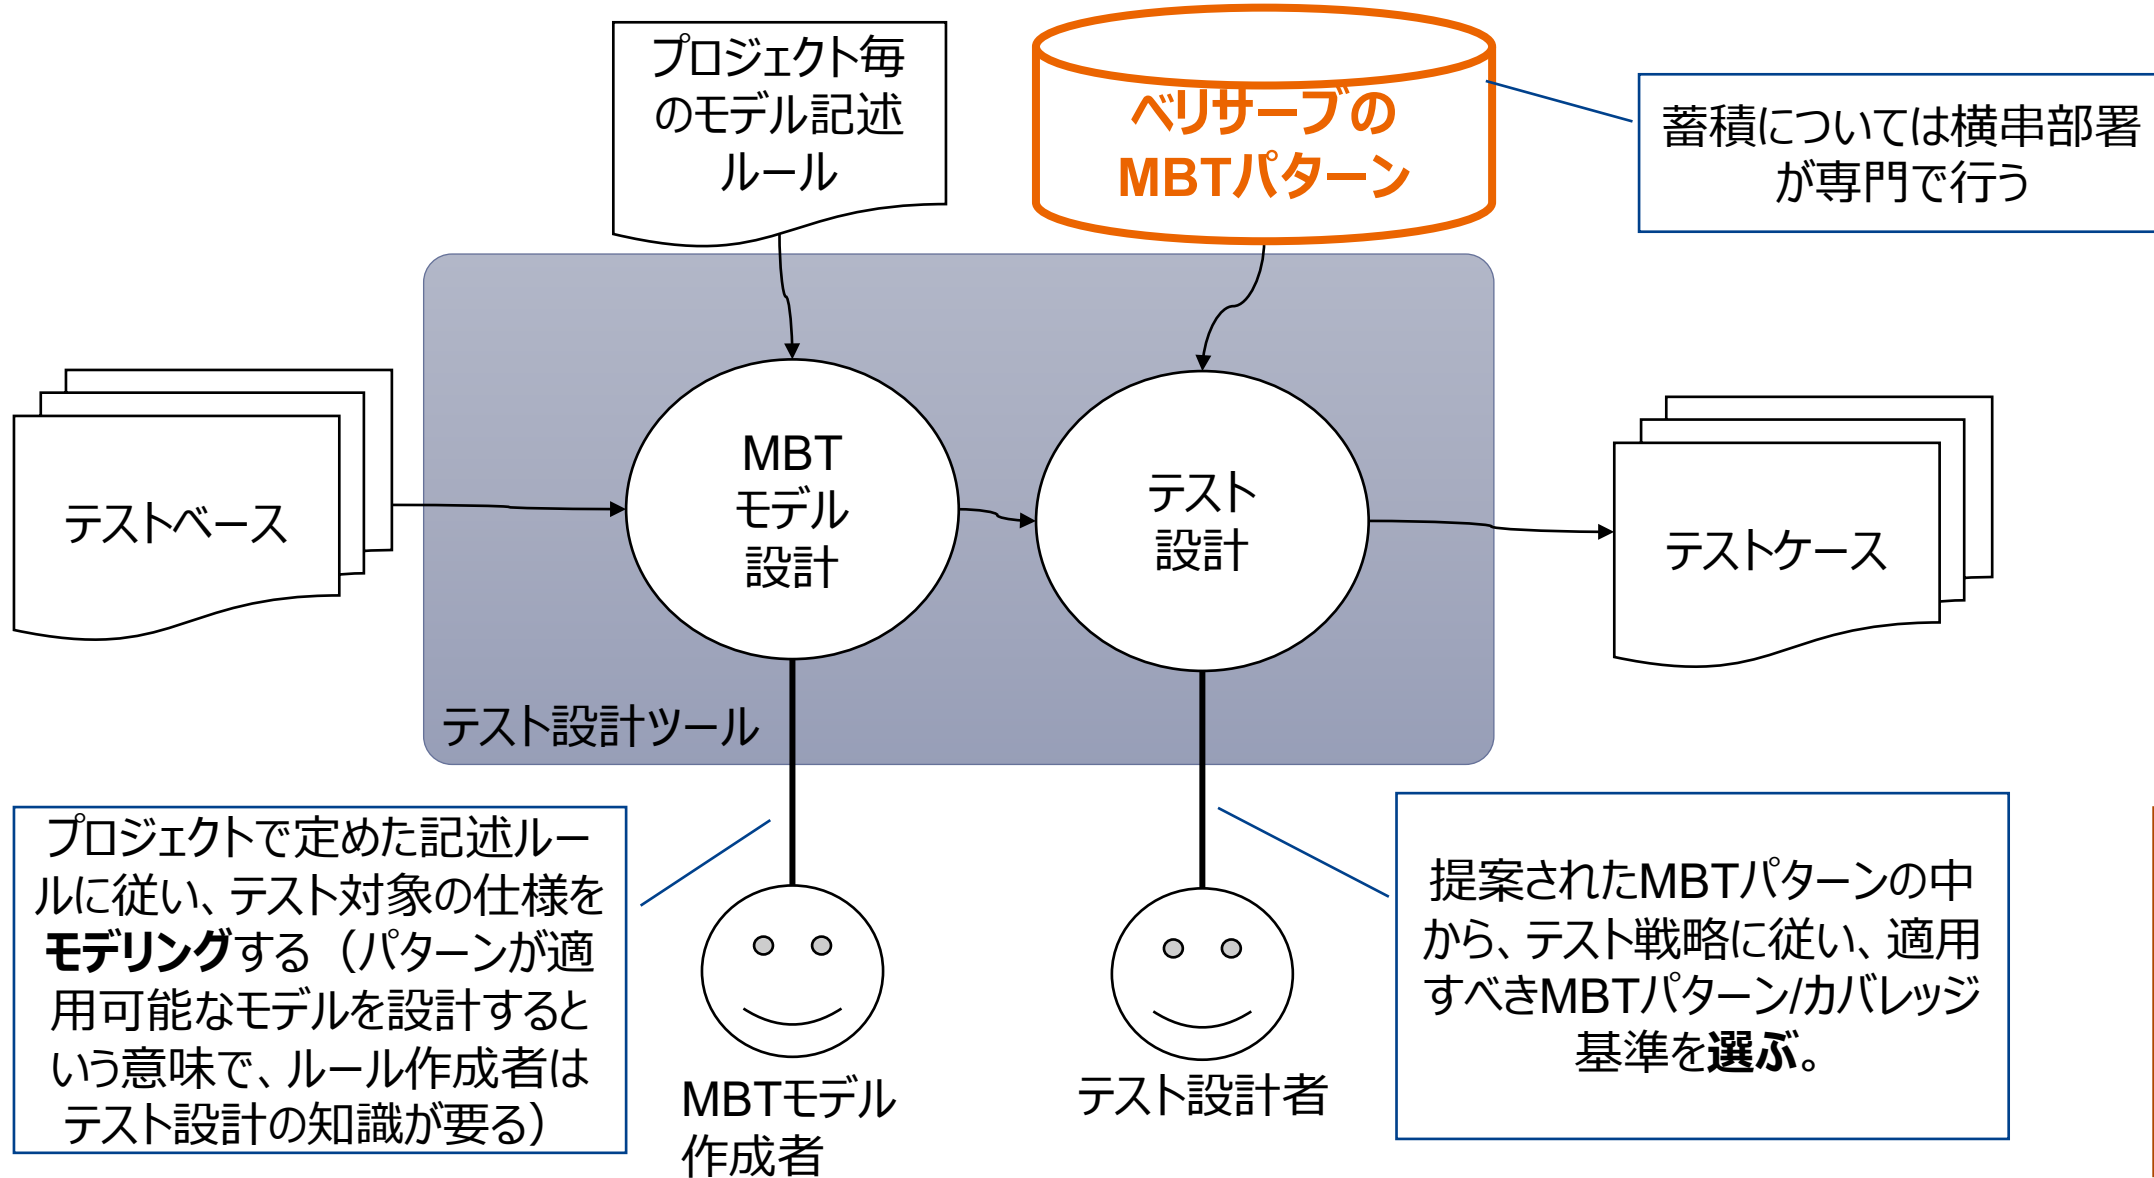 プロジェクト毎
のモデル記述
ルール
ベリサーブの
MBTパターン
蓄積については横串部署
が専門で行う
テストベース
MBT
モデル
設計
テスト
設計
テストケース
テスト設計ツール
プロジェクトで定めた記述ルー
ルに従い、テスト対象の仕様を
モデリングする（パターンが適
用可能なモデルを設計すると
いう意味で、ルール作成者は
テスト設計の知識が要る）
MBTモデル
作成者
テスト設計者
提案されたMBTパターンの中
から、テスト戦略に従い、適用
すべきMBTパターン/カバレッジ
基準を選ぶ。